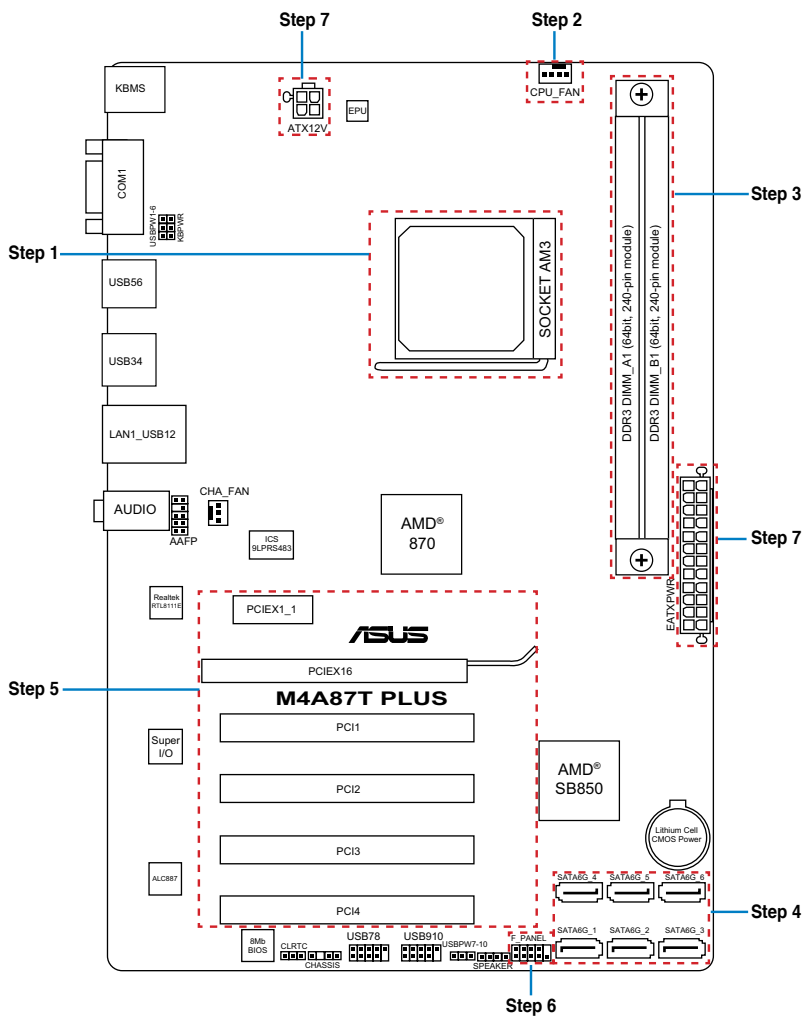 Step 7
Step 2
KBMS
EPU
CPU_FAN
ATX12V
COM1
USBPW1-6
KBPWR
Step 3
Step 1
SOCKET AM3
DDR3 DIMM_A1 (64bit, 240-pin module)
DDR3 DIMM_B1 (64bit, 240-pin module)
USB56
USB34
LAN1_USB12
AUDIO
AAFP
CHA_FAN
ICS
9LPRS483
AMD®
870
Step 7
EATXPWR
Realtek
RTL8111E
PCIEX1_1
ASUS
PCIEX16
Step 5
M4A87T PLUS
PCI1
Super
I/O
AMD®
SB850
PCI2
Lithium Cell
CMOS Power
PCI3
ALC887
SATA6G_4
SATA6G_5
SATA6G_6
PCI4
Step 4
SATA6G_1
SATA6G_2
SATA6G_3
8Mb
BIOS
CLRTC
CHASSIS
USB78
USB910
USBPW7-10
SPEAKER
F_PANEL
Step 6